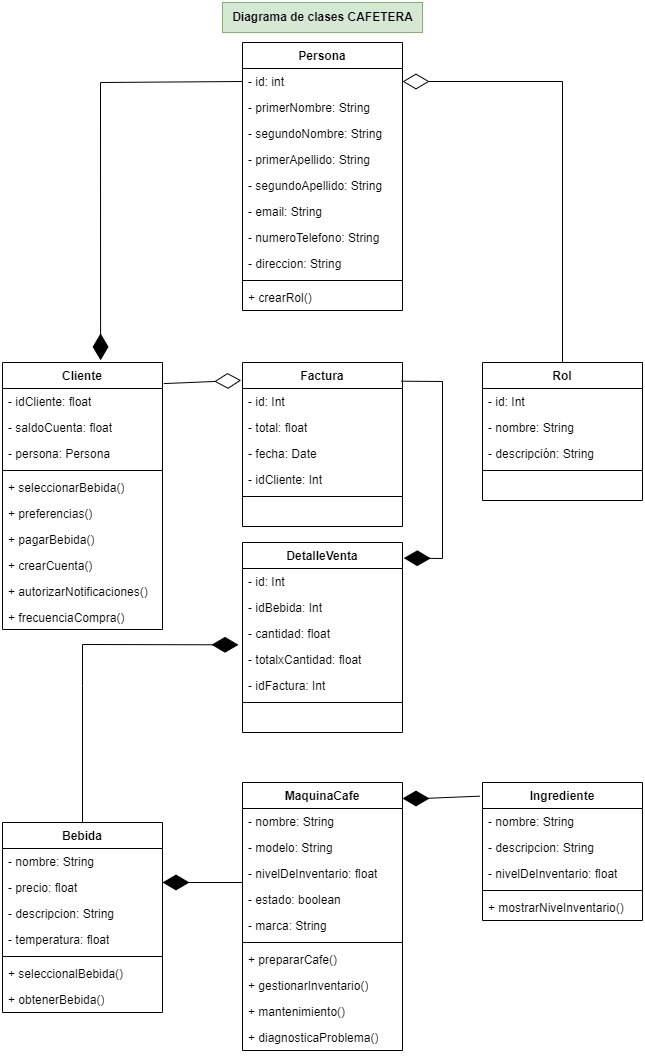 Diagrama de clases CAFETERA
Persona
- id: int
- primerNombre: String
- segundoNombre: String
- primerApellido: String
- segundoApellido: String
- email: String
- numeroTelefono: String
- direccion: String
+ crearRol()
Cliente
- idCliente: float
- saldoCuenta: float
- persona: Persona
+ seleccionarBebida()
+ preferencias()
+ pagarBebida()
+ crearCuenta()
+ autorizarNotificaciones()
+ frecuenciaCompra()
Factura
- id: Int
- total: float
- fecha: Date
- idCliente: Int
Rol
- id: Int
- nombre: String
- descripción: String
DetalleVenta
- id: Int
- idBebida: Int
- cantidad: float
- totalxCantidad: float
- idFactura: Int
Bebida
- nombre: String
- precio: float
- descripcion: String
- temperatura: float
+ seleccionalBebida()
+ obtenerBebida()
MaquinaCafe
- nombre: String
- modelo: String
- nivelDeInventario: float
- estado: boolean
- marca: String
+ prepararCafe()
+ gestionarInventario()
+ mantenimiento()
+ diagnosticaProblema()
Ingrediente
- nombre: String
- descripcion: String
- nivelDeInventario: float
+ mostrarNiveInventario()